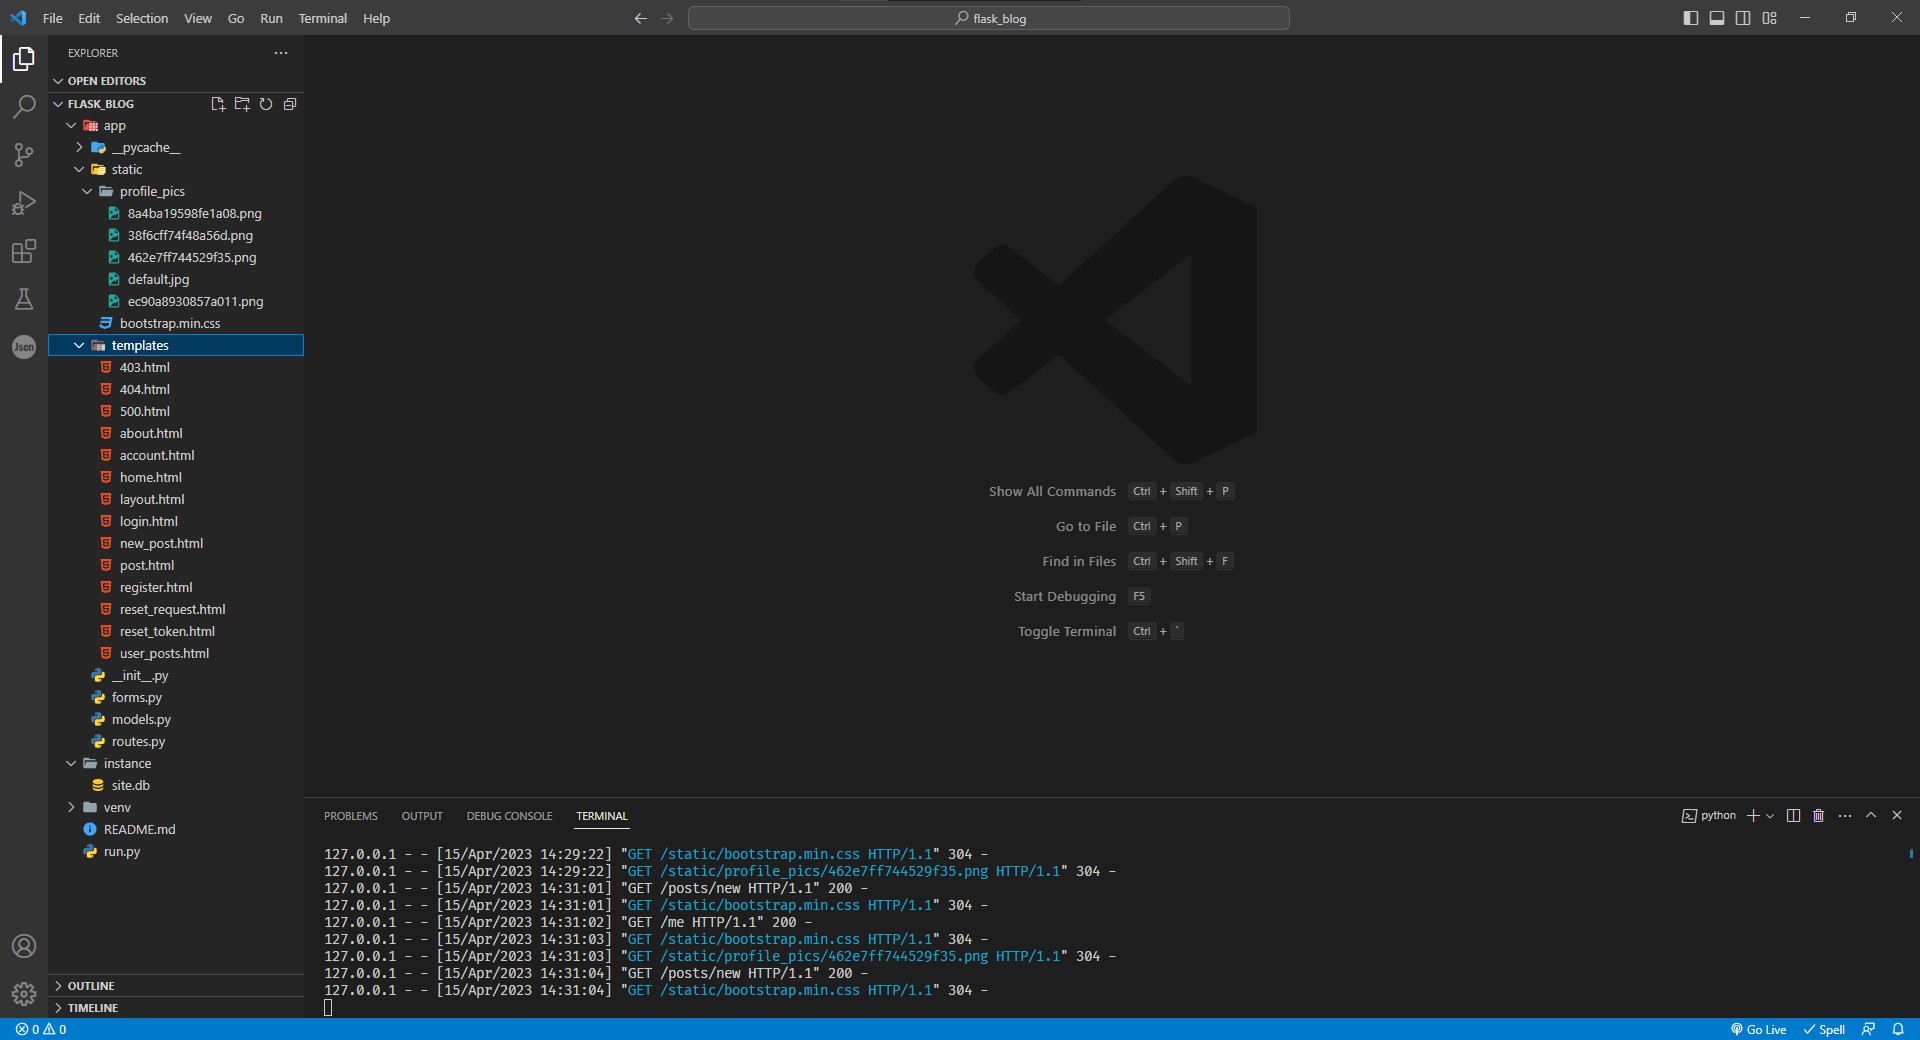 File Edit Selection View Go Run Terminal Help
flask_blog
EXPLORER
OPEN EDITORS
FLASK_BLOG
app
__pycache__
static
profile_pics
8a4ba19598fe1a08.png
38f6cff74f48a56d.png
462e7ff744529f35.png
default.jpg
ec90a8930857a011.png
bootstrap.min.css
templates
403.html
404.html
500.html
about.html
account.html
home.html
layout.html
login.html
new_post.html
post.html
register.html
reset_request.html
reset_token.html
user_posts.html
__init__.py
forms.py
models.py
routes.py
instance
site.db
venv
README.md
run.py
OUTLINE
TIMELINE
Json
Show All Commands Ctrl + Shift + P
Go to File Ctrl + P
Find in Files Ctrl + Shift + F
Start Debugging F5
Toggle Terminal Ctrl + `
PROBLEMS OUTPUT DEBUG CONSOLE TERMINAL
python
127.0.0.1 - - [15/Apr/2023 14:29:22] "GET /static/bootstrap.min.css HTTP/1.1" 304 -
127.0.0.1 - - [15/Apr/2023 14:29:22] "GET /static/profile_pics/462e7ff744529f35.png HTTP/1.1" 304 -
127.0.0.1 - - [15/Apr/2023 14:31:01] "GET /posts/new HTTP/1.1" 200 -
127.0.0.1 - - [15/Apr/2023 14:31:01] "GET /static/bootstrap.min.css HTTP/1.1" 304 -
127.0.0.1 - - [15/Apr/2023 14:31:02] "GET /me HTTP/1.1" 200 -
127.0.0.1 - - [15/Apr/2023 14:31:03] "GET /static/bootstrap.min.css HTTP/1.1" 304 -
127.0.0.1 - - [15/Apr/2023 14:31:03] "GET /static/profile_pics/462e7ff744529f35.png HTTP/1.1" 304 -
127.0.0.1 - - [15/Apr/2023 14:31:04] "GET /posts/new HTTP/1.1" 200 -
127.0.0.1 - - [15/Apr/2023 14:31:04] "GET /static/bootstrap.min.css HTTP/1.1" 304 -
0 0
Go Live
Spell